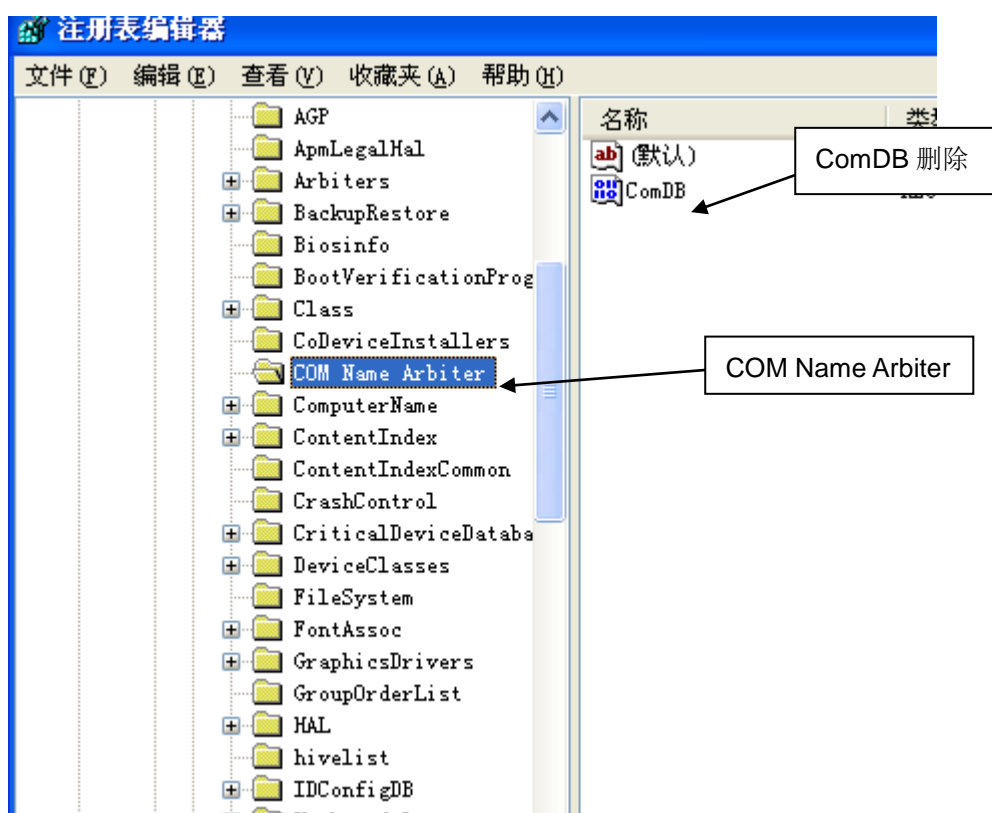 注册表编辑器
文件(F) 编辑(E) 查看(V) 收藏夹(A) 帮助(H)
AGP
ApmLegalHal
Arbiters
BackupRestore
Biosinfo
BootVerificationProg
Class
CoDeviceInstallers
COM Name Arbiter
ComputerName
ContentIndex
ContentIndexCommon
CrashControl
CriticalDeviceDataba
DeviceClasses
FileSystem
FontAssoc
GraphicsDrivers
GroupOrderList
HAL
hivelist
IDConfigDB
名称
(默认)
ComDB
ComDB 删除
COM Name Arbiter